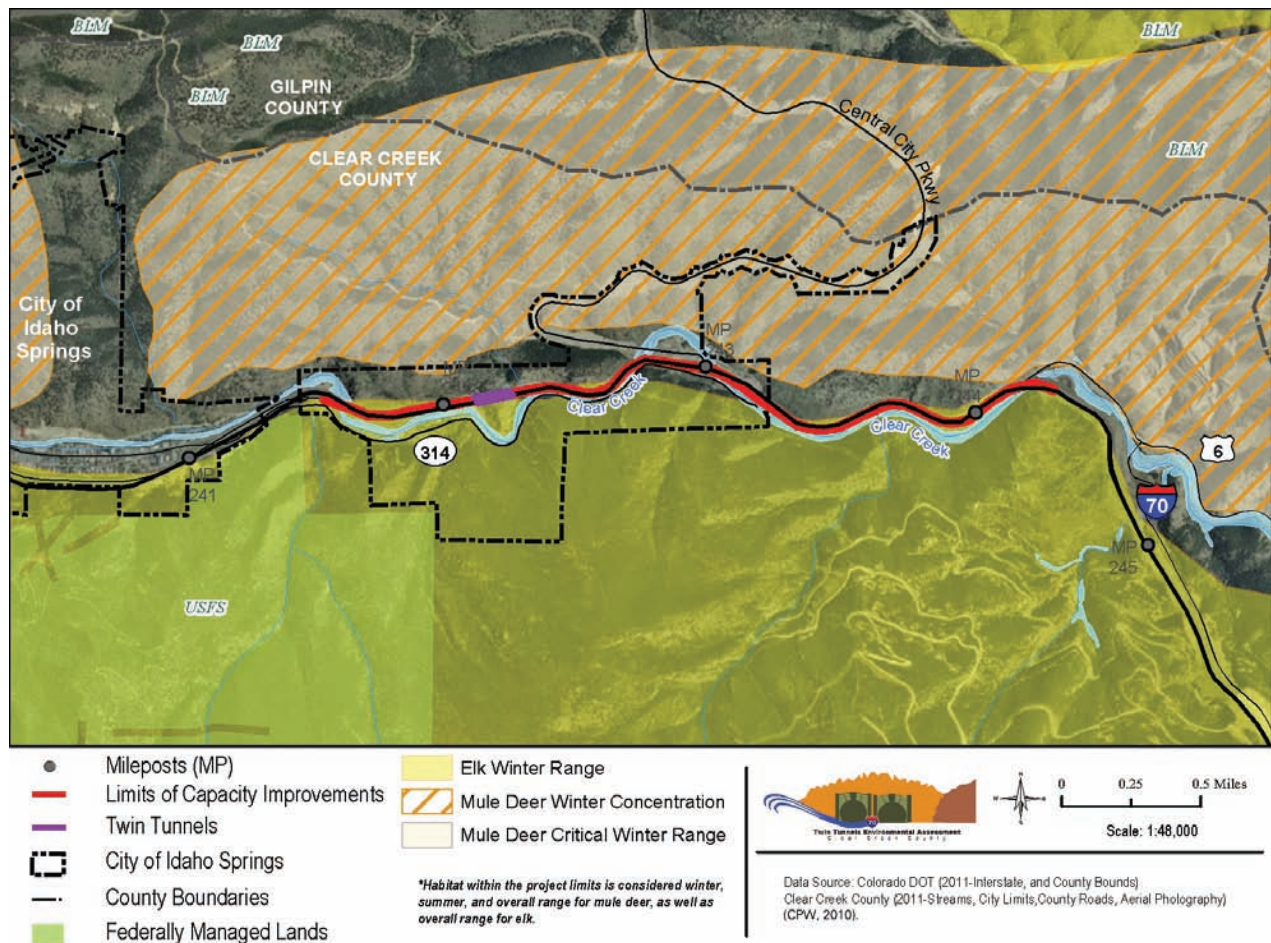 BLM
BLM
BLM
BLM
GILPIN
COUNTY
CLEAR CREEK
COUNTY
Central City Pkwy
BLM
City of
Idaho
Springs
MP
MP
MP
Clear Creek
Clear Creek
314
6
70
MP
241
MP
245
USFS
Mileposts (MP)
Limits of Capacity Improvements
Twin Tunnels
City of Idaho Springs
County Boundaries
Federally Managed Lands
Elk Winter Range
Mule Deer Winter Concentration
Mule Deer Critical Winter Range
*Habitat within the project limits is considered winter,
summer, and overall range for mule deer, as well as
overall range for elk.
Twin Tunnels Environmental Assessment
Clear Creek County
N
W
E
S
0 0.25 0.5 Miles
Scale: 1:48,000
Data Source: Colorado DOT (2011-Interstate, and County Bounds)
Clear Creek County (2011-Streams, City Limits,County Roads, Aerial Photography)
(CPW, 2010).